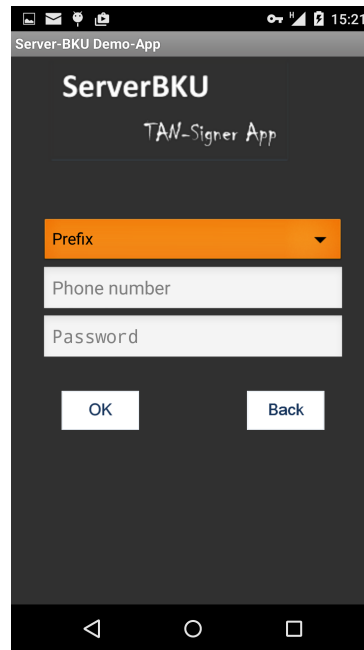 H 15:21
Server-BKU Demo-App
ServerBKU
TAN-Signer App
Prefix
Phone number
Password
OK Back